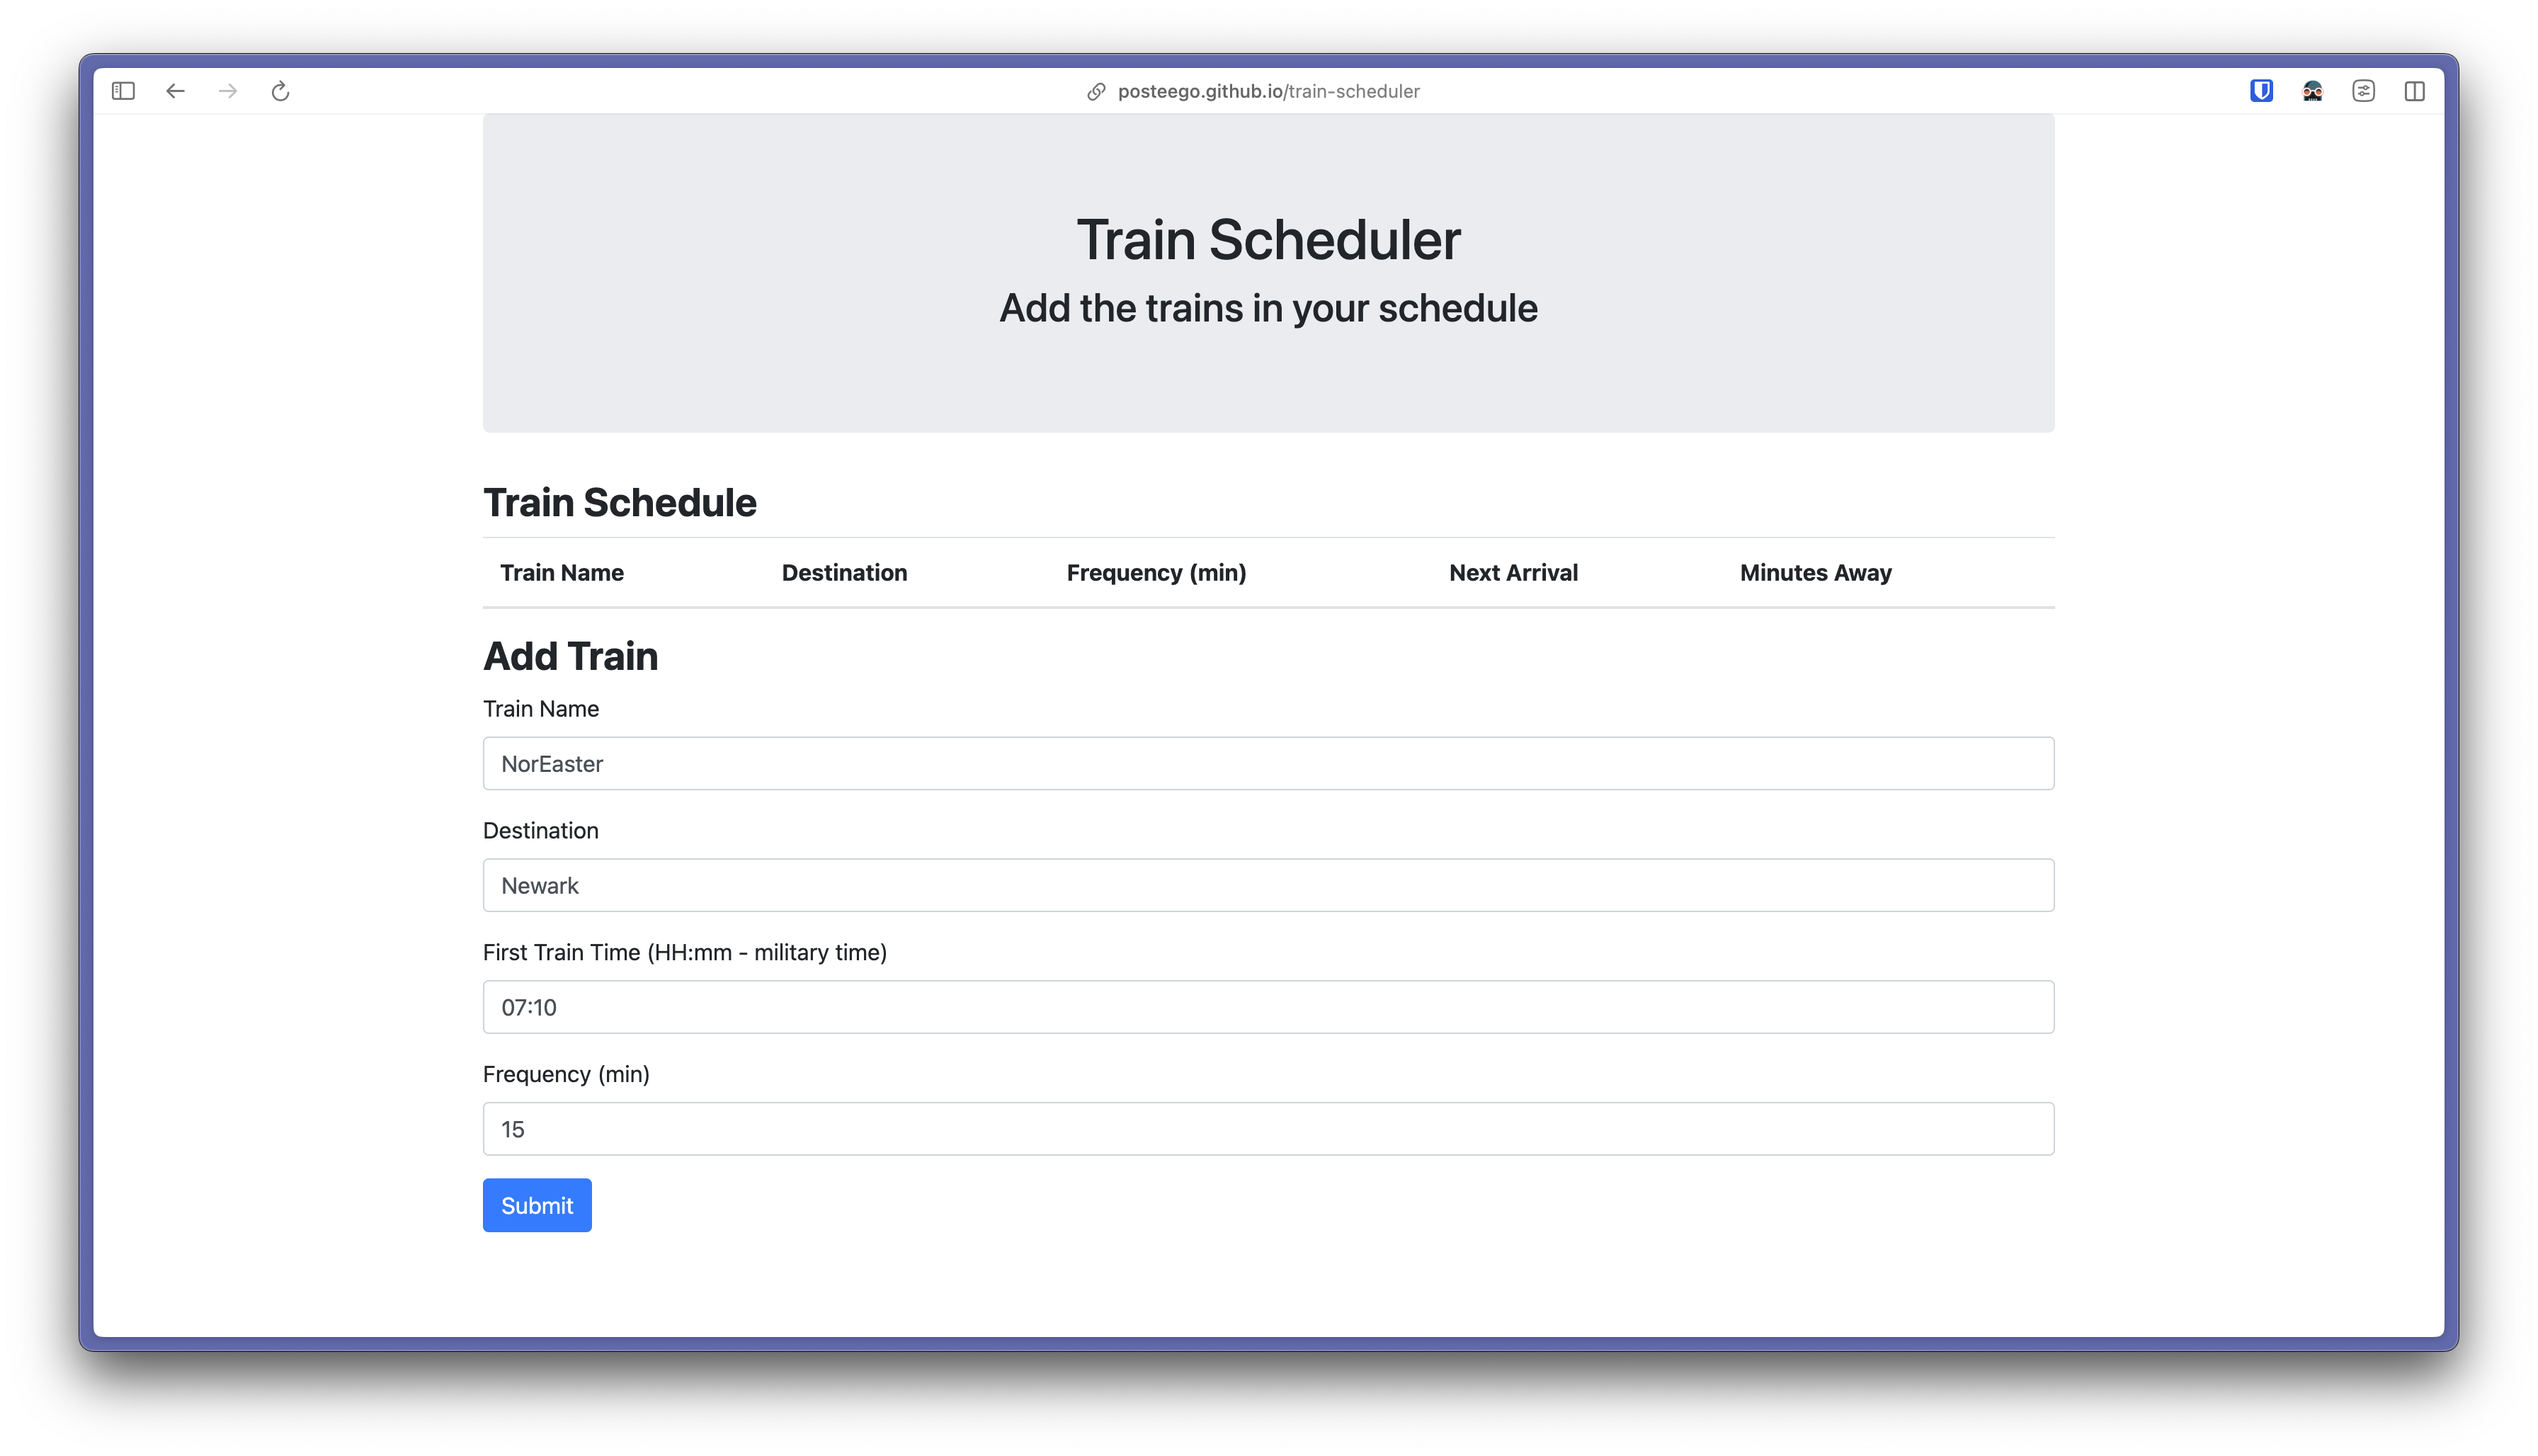 posteego.github.io/train-scheduler
Train Scheduler
Add the trains in your schedule
Train Schedule
Train Name Destination Frequency (min) Next Arrival Minutes Away
Add Train
Train Name
NorEaster
Destination
Newark
First Train Time (HH:mm - military time)
07:10
Frequency (min)
15
Submit